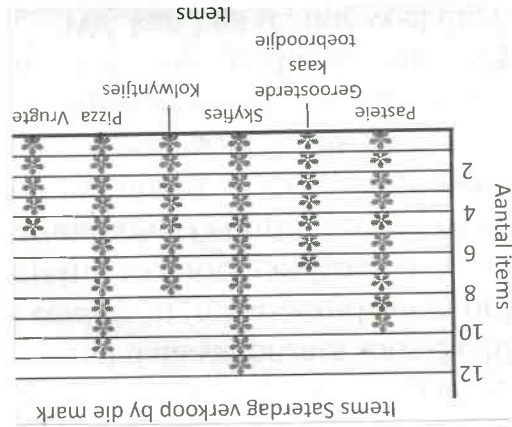 Items Saterdag verkoop by die mark
Aantal items
12
10
8
6
4
2
Pasteie
Geroosterde
kaas
toebroodjie
Skyfies
Kolwyntjies
Pizza
Vrugte
Items